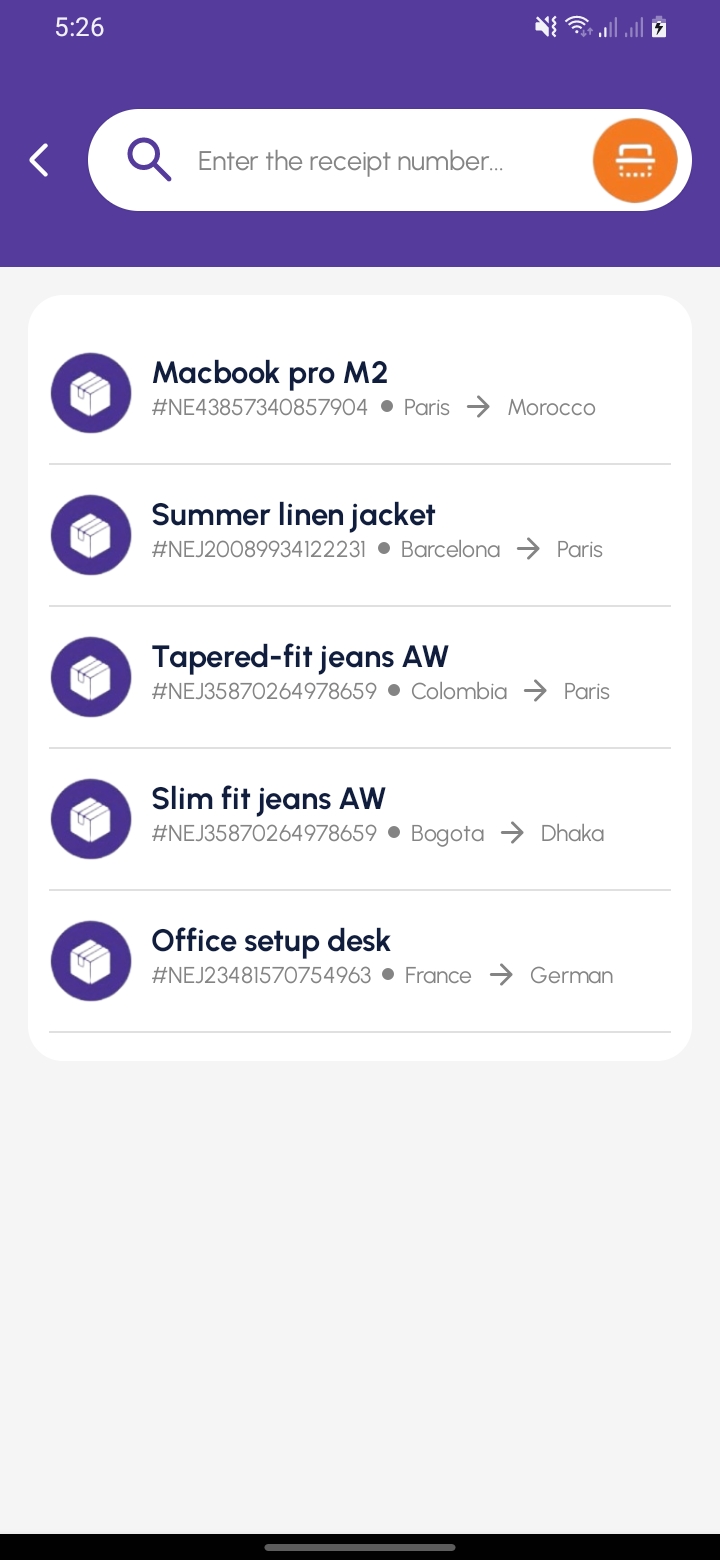 5:26
Enter the receipt number...
Macbook pro M2
#NE43857340857904 ● Paris → Morocco
Summer linen jacket
#NEJ20089934122231 ● Barcelona → Paris
Tapered-fit jeans AW
#NEJ35870264978659 ● Colombia → Paris
Slim fit jeans AW
#NEJ35870264978659 ● Bogota → Dhaka
Office setup desk
#NEJ23481570754963 ● France → German